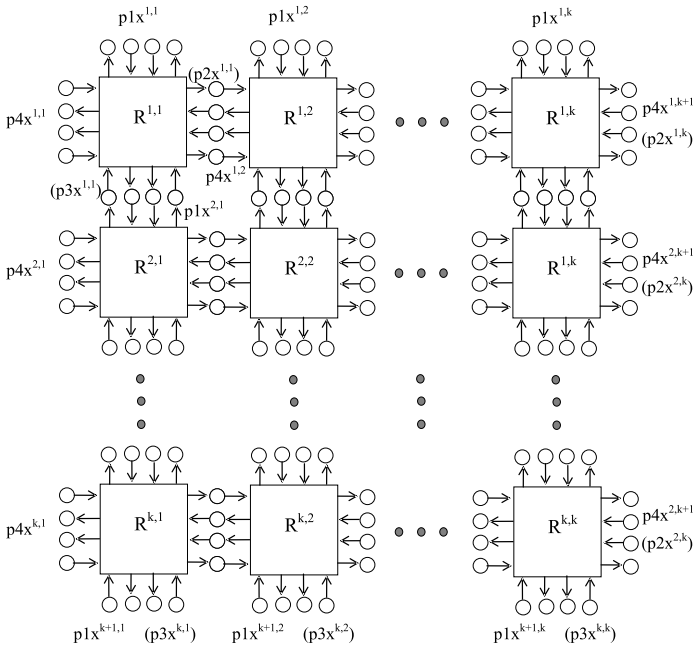 p1x^1,1 p1x^1,2 p1x^1,k
(p2x^1,1)
p4x^1,1 R^1,1 R^1,2 R^1,k p4x^1,k+1
(p2x^1,k)
p4x^1,2
(p3x^1,1)
p1x^2,1
p4x^2,1 R^2,1 R^2,2 R^1,k p4x^2,k+1
(p2x^2,k)
p4x^k,1 R^k,1 R^k,2 R^k,k p4x^2,k+1
(p2x^2,k)
p1x^k+1,1 (p3x^k,1) p1x^k+1,2 (p3x^k,2) p1x^k+1,k (p3x^k,k)